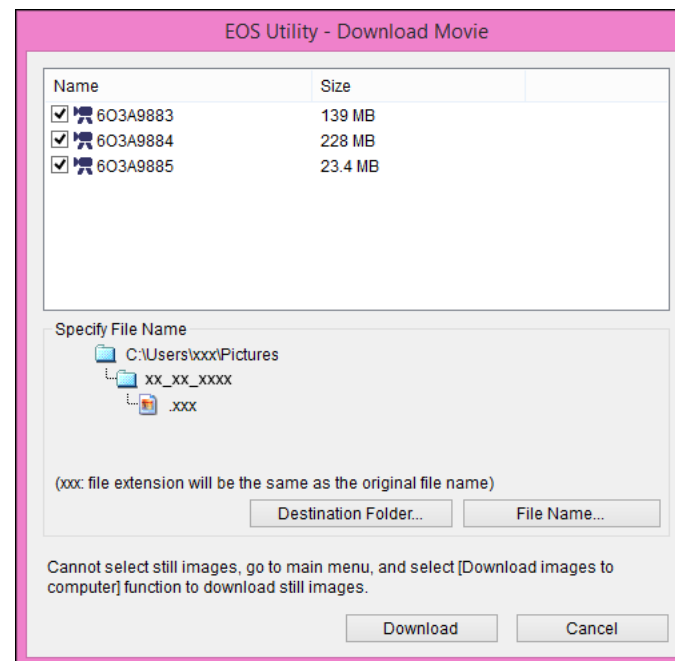 EOS Utility - Download Movie
Name Size
6O3A9883 139 MB
6O3A9884 228 MB
6O3A9885 23.4 MB
Specify File Name
C:\Users\xxx\Pictures
xx_xx_xxxx
.xxx
(xxx: file extension will be the same as the original file name)
Destination Folder... File Name...
Cannot select still images, go to main menu, and select [Download images to
computer] function to download still images.
Download Cancel